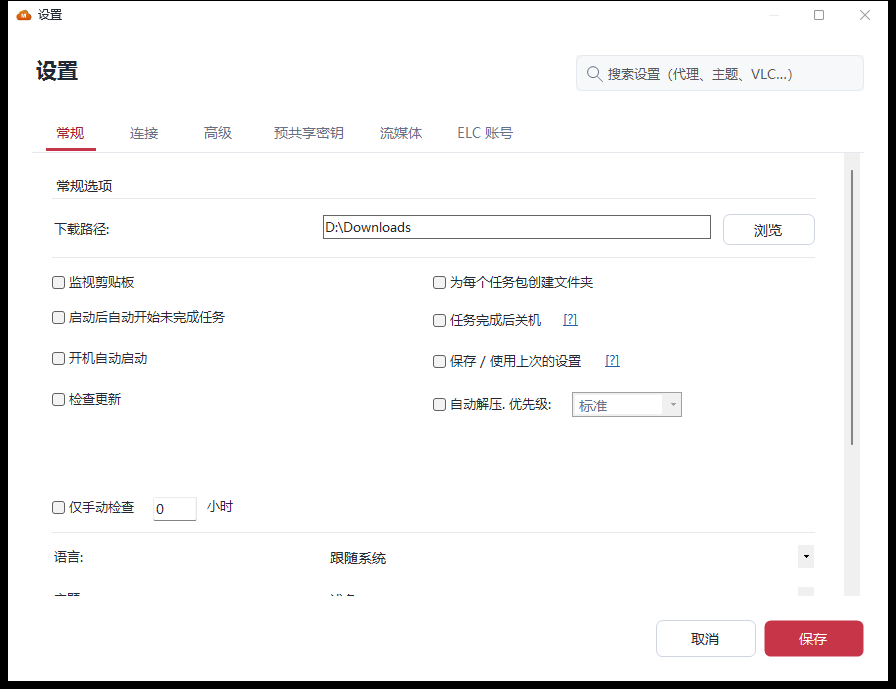 设置
设置
搜索设置（代理、主题、VLC...）
常规 连接 高级 预共享密钥 流媒体 ELC 账号
常规选项
下载路径: D:\Downloads 浏览
监视剪贴板 为每个任务包创建文件夹
启动后自动开始未完成任务 任务完成后关机 [?]
开机自动启动 保存 / 使用上次的设置 [?]
检查更新 自动解压. 优先级: 标准
仅手动检查 0 小时
语言: 跟随系统
取消 保存